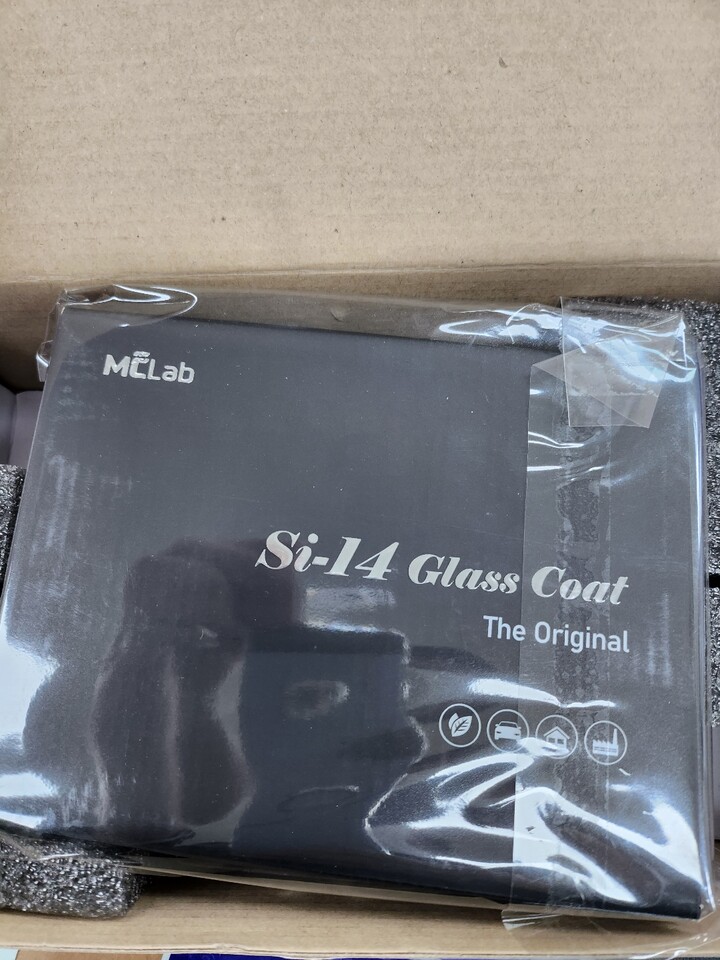 MCLab
Si-14 Glass Coat
The Original